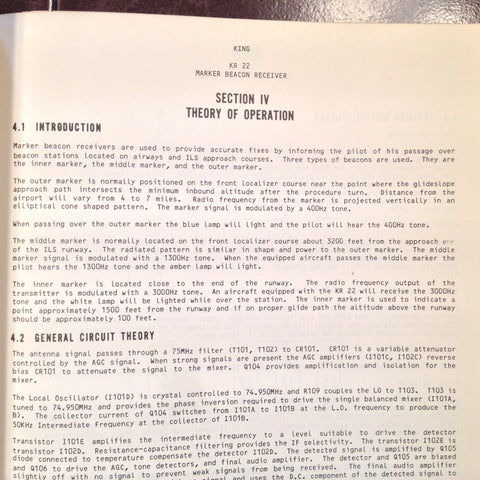 KING
KR 22
MARKER BEACON RECEIVER
SECTION IV
THEORY OF OPERATION
4.1 INTRODUCTION
Marker beacon receivers are used to provide accurate fixes by informing the pilot of his passage over
beacon stations located on airways and ILS approach courses. Three types of beacons are used. They are
the inner marker, the middle marker, and the outer marker.
The outer marker is normally positioned on the front localizer course near the point where the glideslope
approach path intersects the minimum inbound altitude after the procedure turn. Distance from the
airport will vary from 4 to 7 miles. Radio frequency from the marker is projected vertically in an
elliptical cone shaped pattern. The marker signal is modulated by a 400Hz tone.
When passing over the outer marker the blue lamp will light and the pilot will hear the 400Hz tone.
The middle marker is normally located on the front localizer course about 3200 feet from the approach
of the ILS runway. The radiated pattern is similar in shape and power to the outer marker. The middle
marker signal is modulated with a 1300Hz tone. When the equipped aircraft passes the middle marker the
pilot hears the 1300Hz tone and the amber lamp will light.
The inner marker is located close to the end of the runway. The radio frequency output of the
transmitter is modulated with a 3000Hz tone. An aircraft equipped with the KR 22 will receive the 3000Hz
tone and the white lamp will be lighted while over the station. The inner marker is used to indicate a
point approximately 1500 feet from the runway and if on proper glide path the altitude above the runway
should be approximately 100 feet.
4.2 GENERAL CIRCUIT THEORY
The antenna signal passes through a 75MHz filter (T101, T102) to CR101. CR101 is a variable attenuator
controlled by the AGC signal. When strong signals are present the AGC amplifiers (I101C, I102C) reverse
bias CR101 to attenuate the signal to the mixer. Q104 provides amplification and isolation for the
mixer.
The Local Oscillator (I101D) is crystal controlled to 74.950MHz and R109 couples the LO to T103. T103 is
tuned to 74.950MHz and provides the phase inversion required to drive the single balanced mixer (I101A,
B). The collector current of Q104 switches from I101A to I101B at the L.O. frequency to produce the
50KHz Intermediate Frequency at the collector of I101B.
Transistor I101E amplifies the intermediate frequency to a level suitable to drive the detector
transistor I102D. Resistance-capacitance filtering provides the IF selectivity. The transistor I102E is
diode connected to temperature compensate the detector I102D. The detected signal is amplified by Q105
and Q106 to drive the AGC, tone detectors, and final audio amplifier. The detector and Q105 are biased
slightly off with no signal to prevent weak signals from being received. The final audio amplifier
signal and uses the D.C. component of the detected signal to